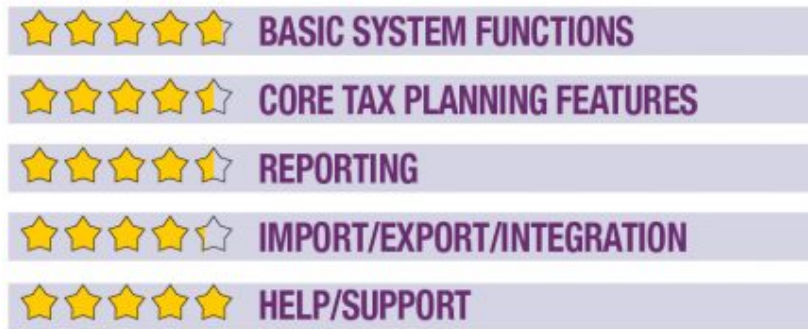 BASIC SYSTEM FUNCTIONS
CORE TAX PLANNING FEATURES
REPORTING
IMPORT/EXPORT/INTEGRATION
HELP/SUPPORT